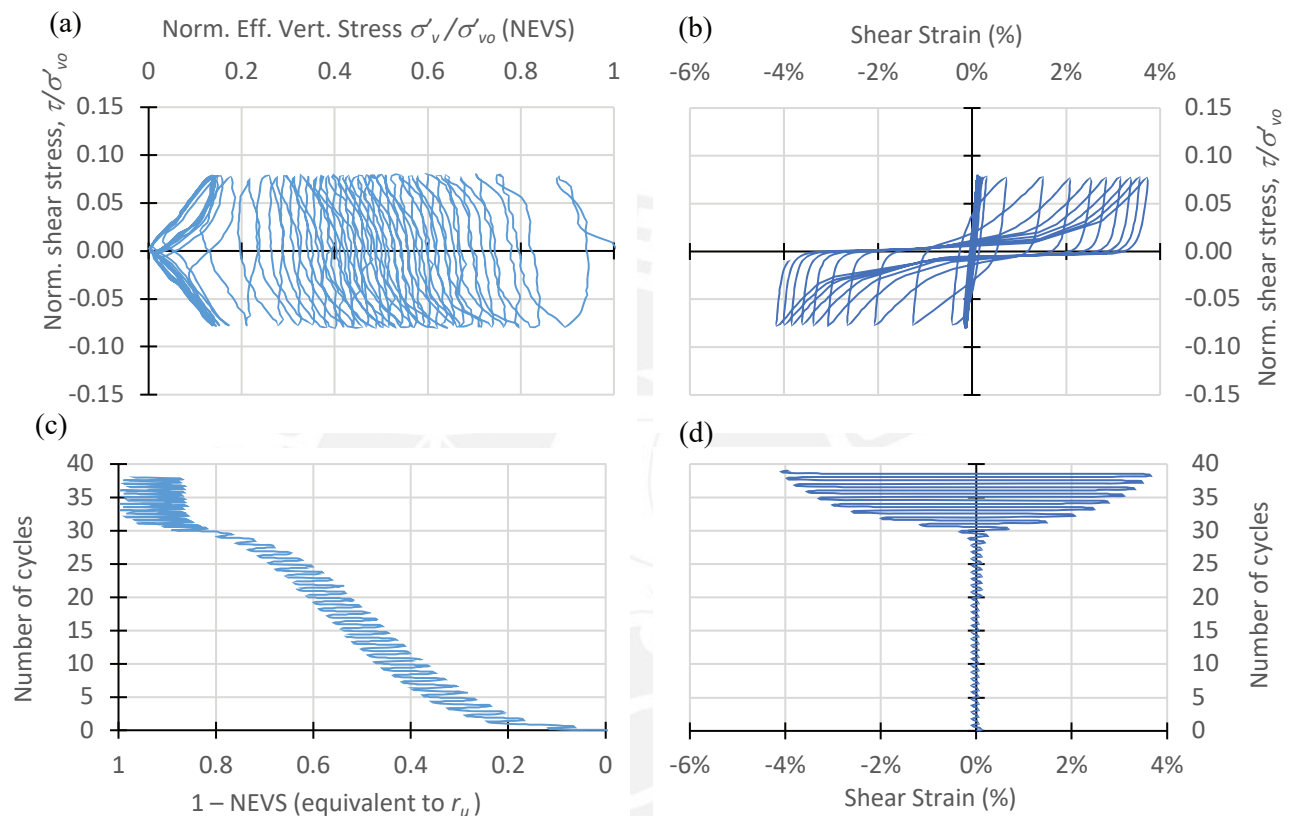 (a)
Norm. Eff. Vert. Stress σ'v/σ'vo (NEVS)
0 0.2 0.4 0.6 0.8 1
Norm. shear stress, τ/σ'vo
0.15
0.10
0.05
0.00
-0.05
-0.10
-0.15
(b)
Shear Strain (%)
-6% -4% -2% 0% 2% 4%
0.15
0.10
0.05
0.00
-0.05
-0.10
-0.15
Norm. shear stress, τ/σ'vo
(c)
Number of cycles
40
35
30
25
20
15
10
5
0
1 0.8 0.6 0.4 0.2 0
1 – NEVS (equivalent to ru)
(d)
40
35
30
25
20
15
10
5
0
Number of cycles
-6% -4% -2% 0% 2% 4%
Shear Strain (%)